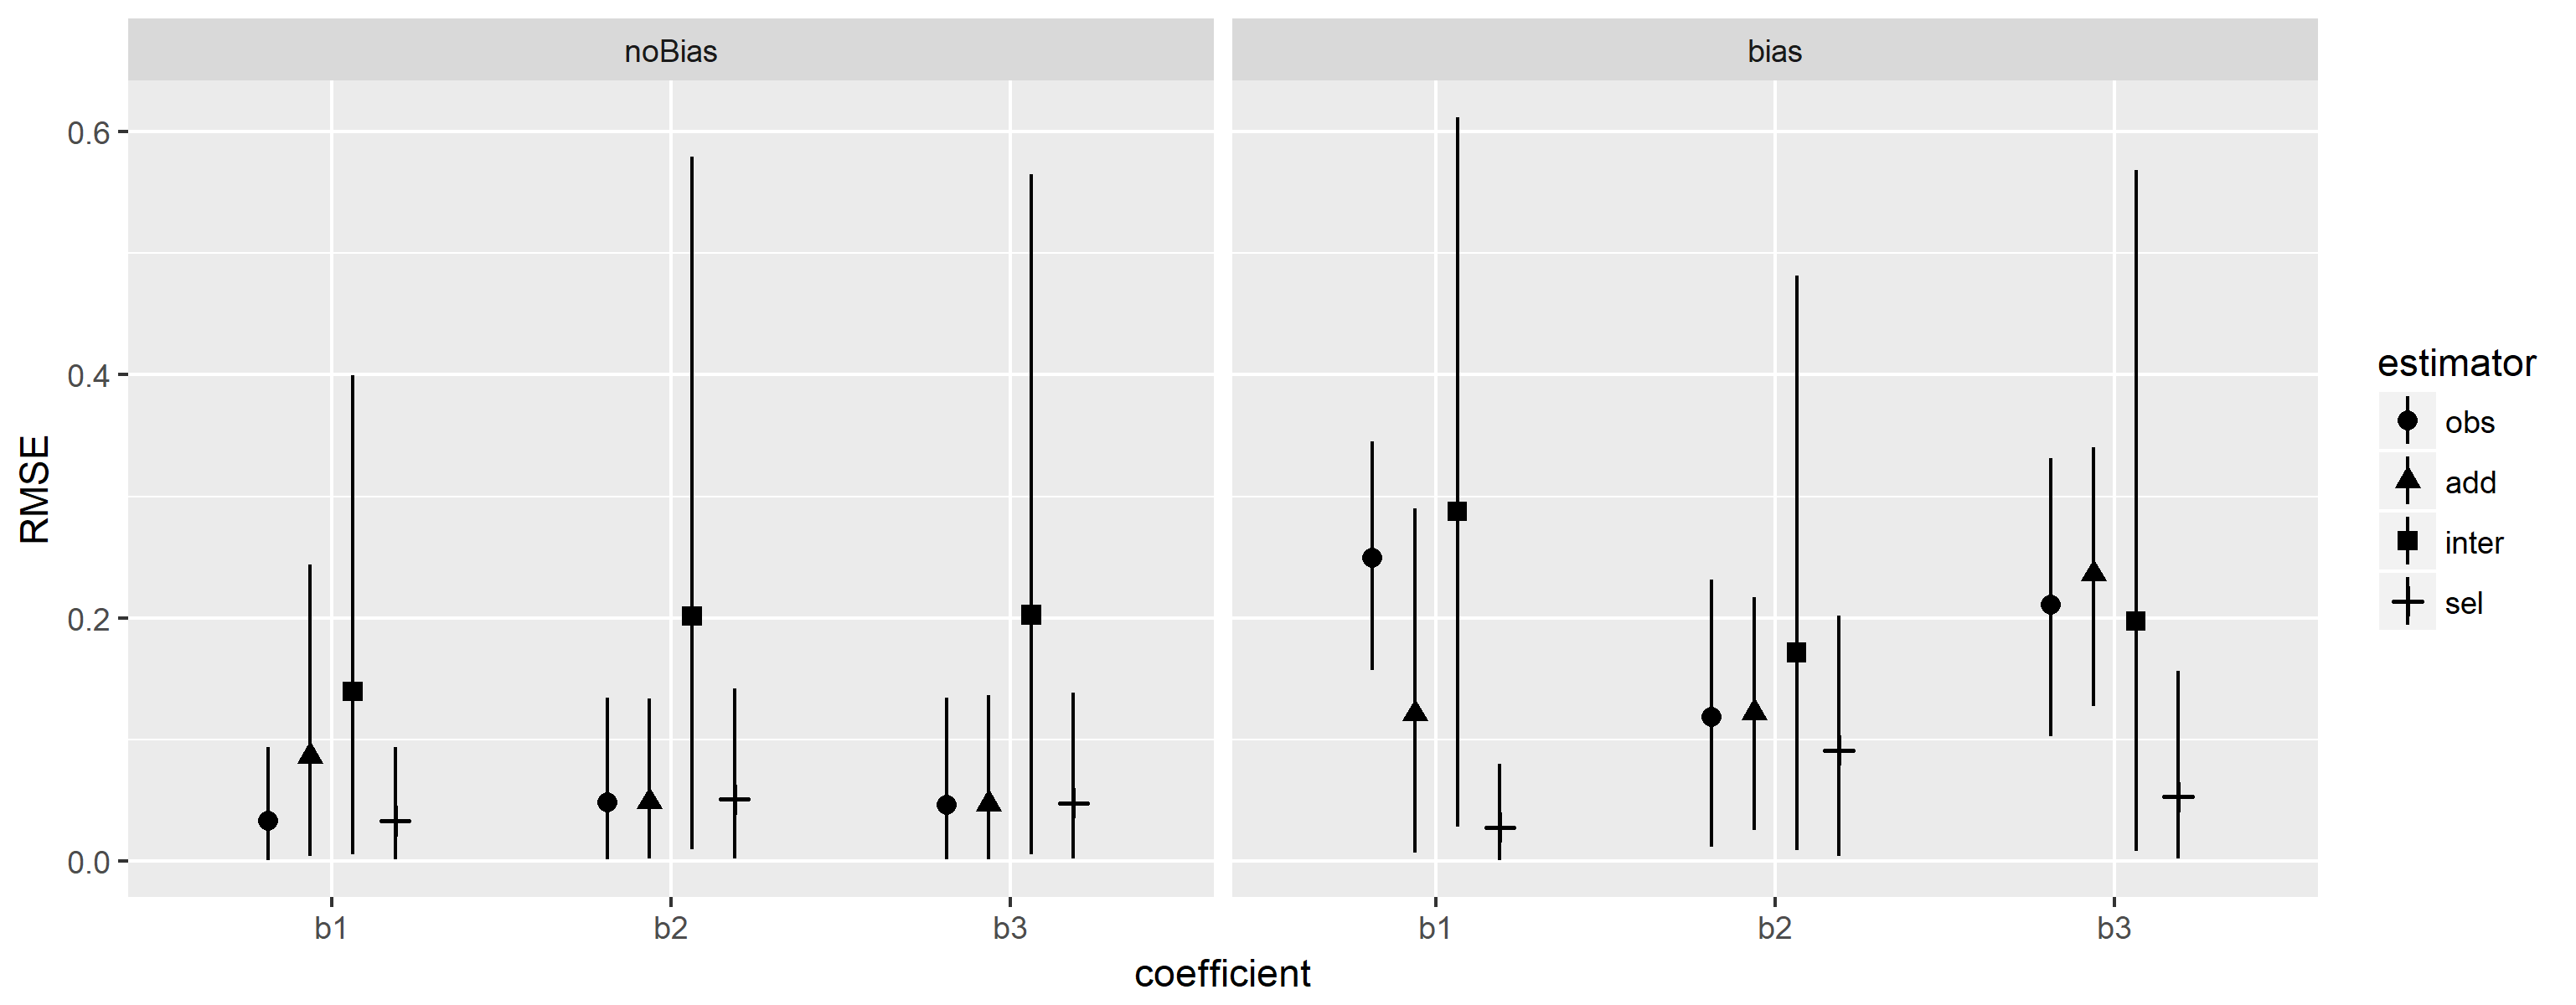 noBias
bias
RMSE
0.6
0.4
0.2
0.0
b1
b2
b3
b1
b2
b3
coefficient
estimator
obs
add
inter
sel